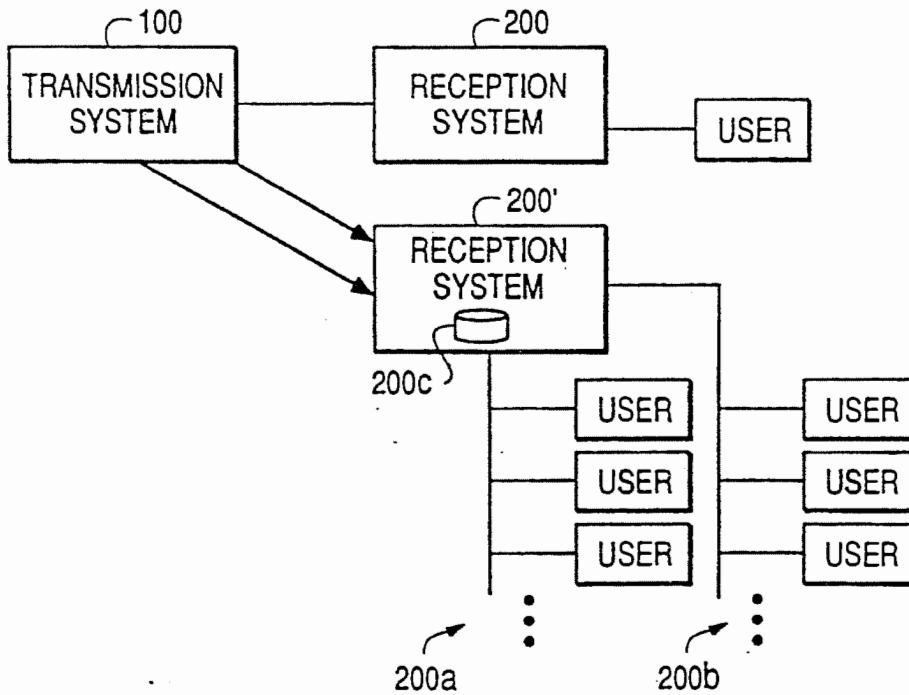 100
200
TRANSMISSION
SYSTEM
RECEPTION
SYSTEM
USER
200'
RECEPTION
SYSTEM
200c
USER
USER
USER
USER
USER
USER
200a
200b